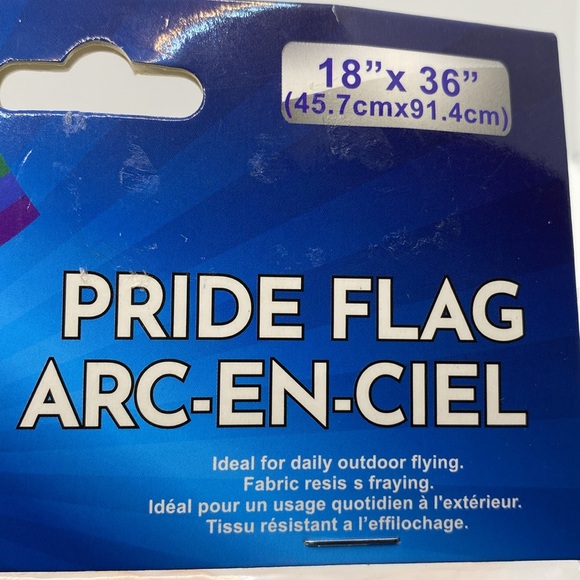 18”x 36”
(45.7cmx91.4cm)
PRIDE FLAG
ARC-EN-CIEL
Ideal for daily outdoor flying.
Fabric resis s fraying.
Idéal pour un usage quotidien à l'extérieur.
Tissu résistant a l’effilochage.